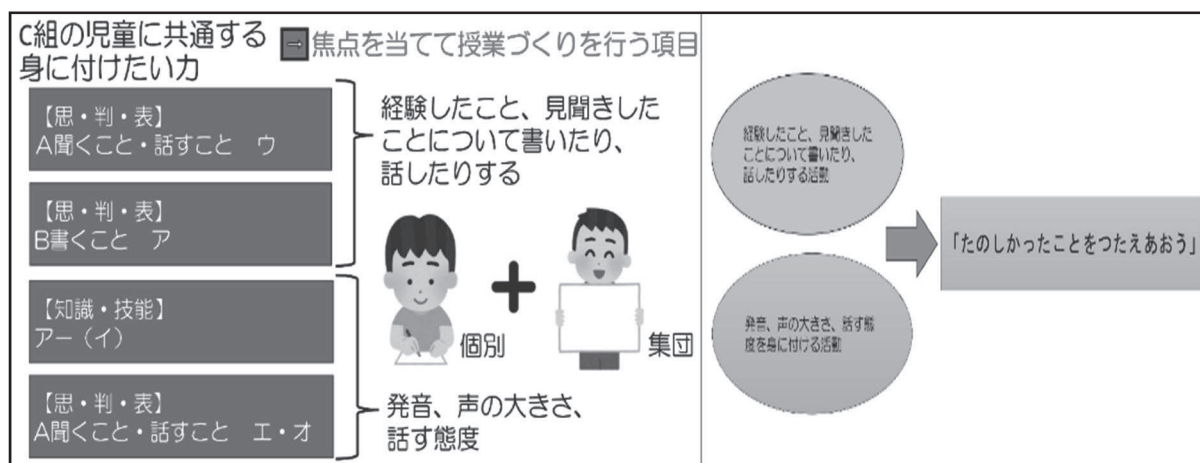 C組の児童に共通する
身に付けたい力
→焦点を当てて授業づくりを行う項目
【思・判・表】
A聞くこと・話すこと　ウ
【思・判・表】
B書くこと　ア
【知識・技能】
アー（イ）
【思・判・表】
A聞くこと・話すこと　エ・オ
経験したこと、見聞きした
ことについて書いたり、
話したりする
個別
集団
発音、声の大きさ、
話す態度
経験したこと、見聞きした
ことについて書いたり、
話したりする活動
発音、声の大きさ、話す態
度を身に付ける活動
「たのしかったことをつたえあおう」